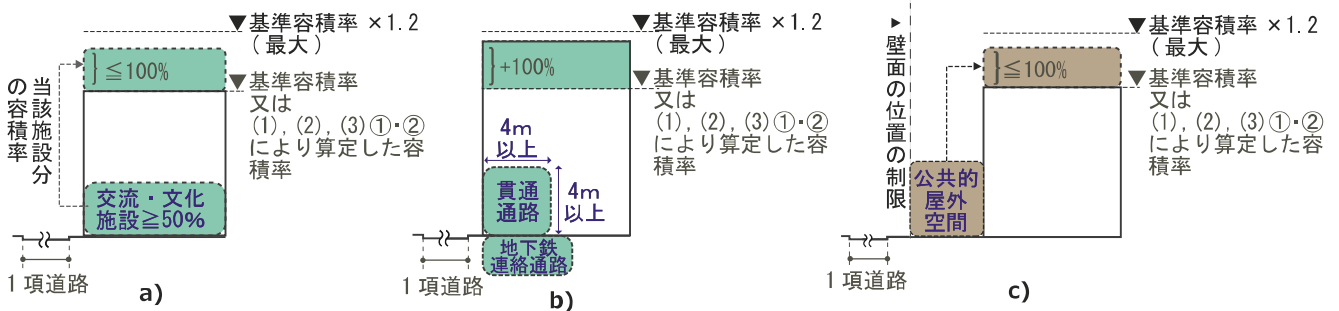 ▼基準容積率 ×1.2
(最大)
≦100%
▼基準容積率
又は
(1), (2), (3)①・②
により算定した容
積率
当該施設分
の容積率
交流・文化
施設≧50%
1項道路
a)
▼基準容積率 ×1.2
(最大)
+100%
▼基準容積率
又は
(1), (2), (3)①・②
により算定した容
積率
4m
以上
貫通
通路
4m
以上
地下鉄
連絡通路
1項道路
b)
▼壁面の位置の制限
▼基準容積率 ×1.2
(最大)
≦100%
▼基準容積率
又は
(1), (2), (3)①・②
により算定した容
積率
公共的
屋外
空間
1項道路
c)